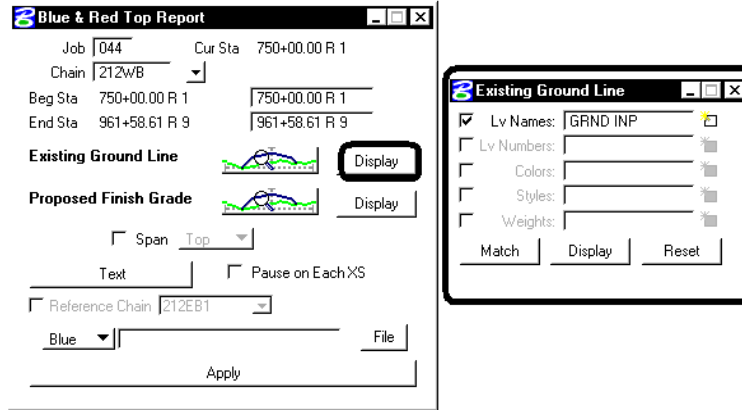 Blue & Red Top Report
Job 044 Cur Sta 750+00.00 R 1
Chain 212WB
Beg Sta 750+00.00 R 1 750+00.00 R 1
End Sta 961+58.61 R 9 961+58.61 R 9
Existing Ground Line Display
Proposed Finish Grade Display
Span Top
Text Pause on Each XS
Reference Chain 212EB1
Blue File
Apply
Existing Ground Line
Lv Names: GRND INP
Lv Numbers:
Colors:
Styles:
Weights:
Match Display Reset